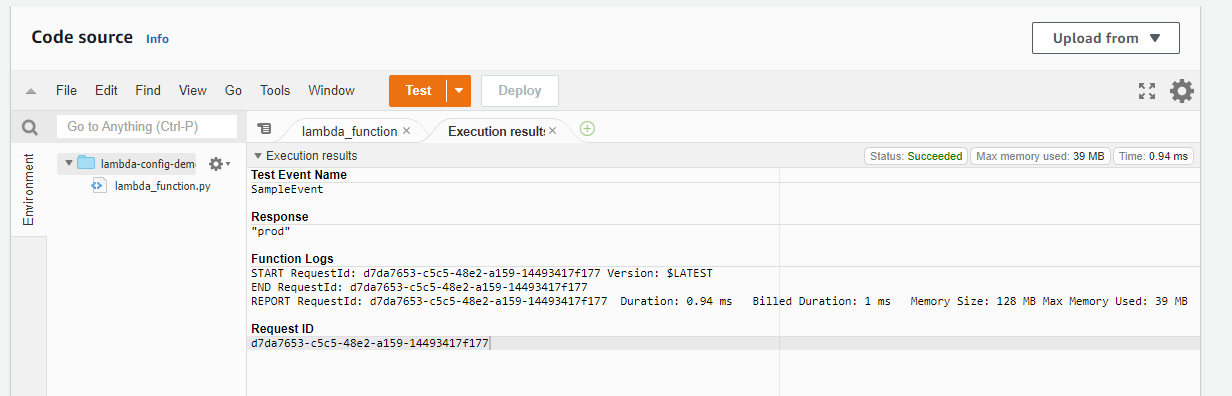 Code source Info
Upload from
File Edit Find View Go Tools Window Test Deploy
Go to Anything (Ctrl-P)
lambda_function Execution results
Environment
lambda-config-dem
lambda_function.py
Execution results Status: Succeeded Max memory used: 39 MB Time: 0.94 ms
Test Event Name
SampleEvent
Response
"prod"
Function Logs
START RequestId: d7da7653-c5c5-48e2-a159-14493417f177 Version: $LATEST
END RequestId: d7da7653-c5c5-48e2-a159-14493417f177
REPORT RequestId: d7da7653-c5c5-48e2-a159-14493417f177 Duration: 0.94 ms Billed Duration: 1 ms Memory Size: 128 MB Max Memory Used: 39 MB
Request ID
d7da7653-c5c5-48e2-a159-14493417f177